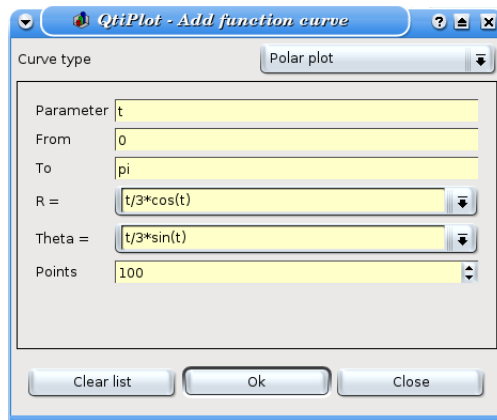 QtiPlot - Add function curve
Curve type Polar plot
Parameter t
From 0
To pi
R = t/3*cos(t)
Theta = t/3*sin(t)
Points 100
Clear list Ok Close